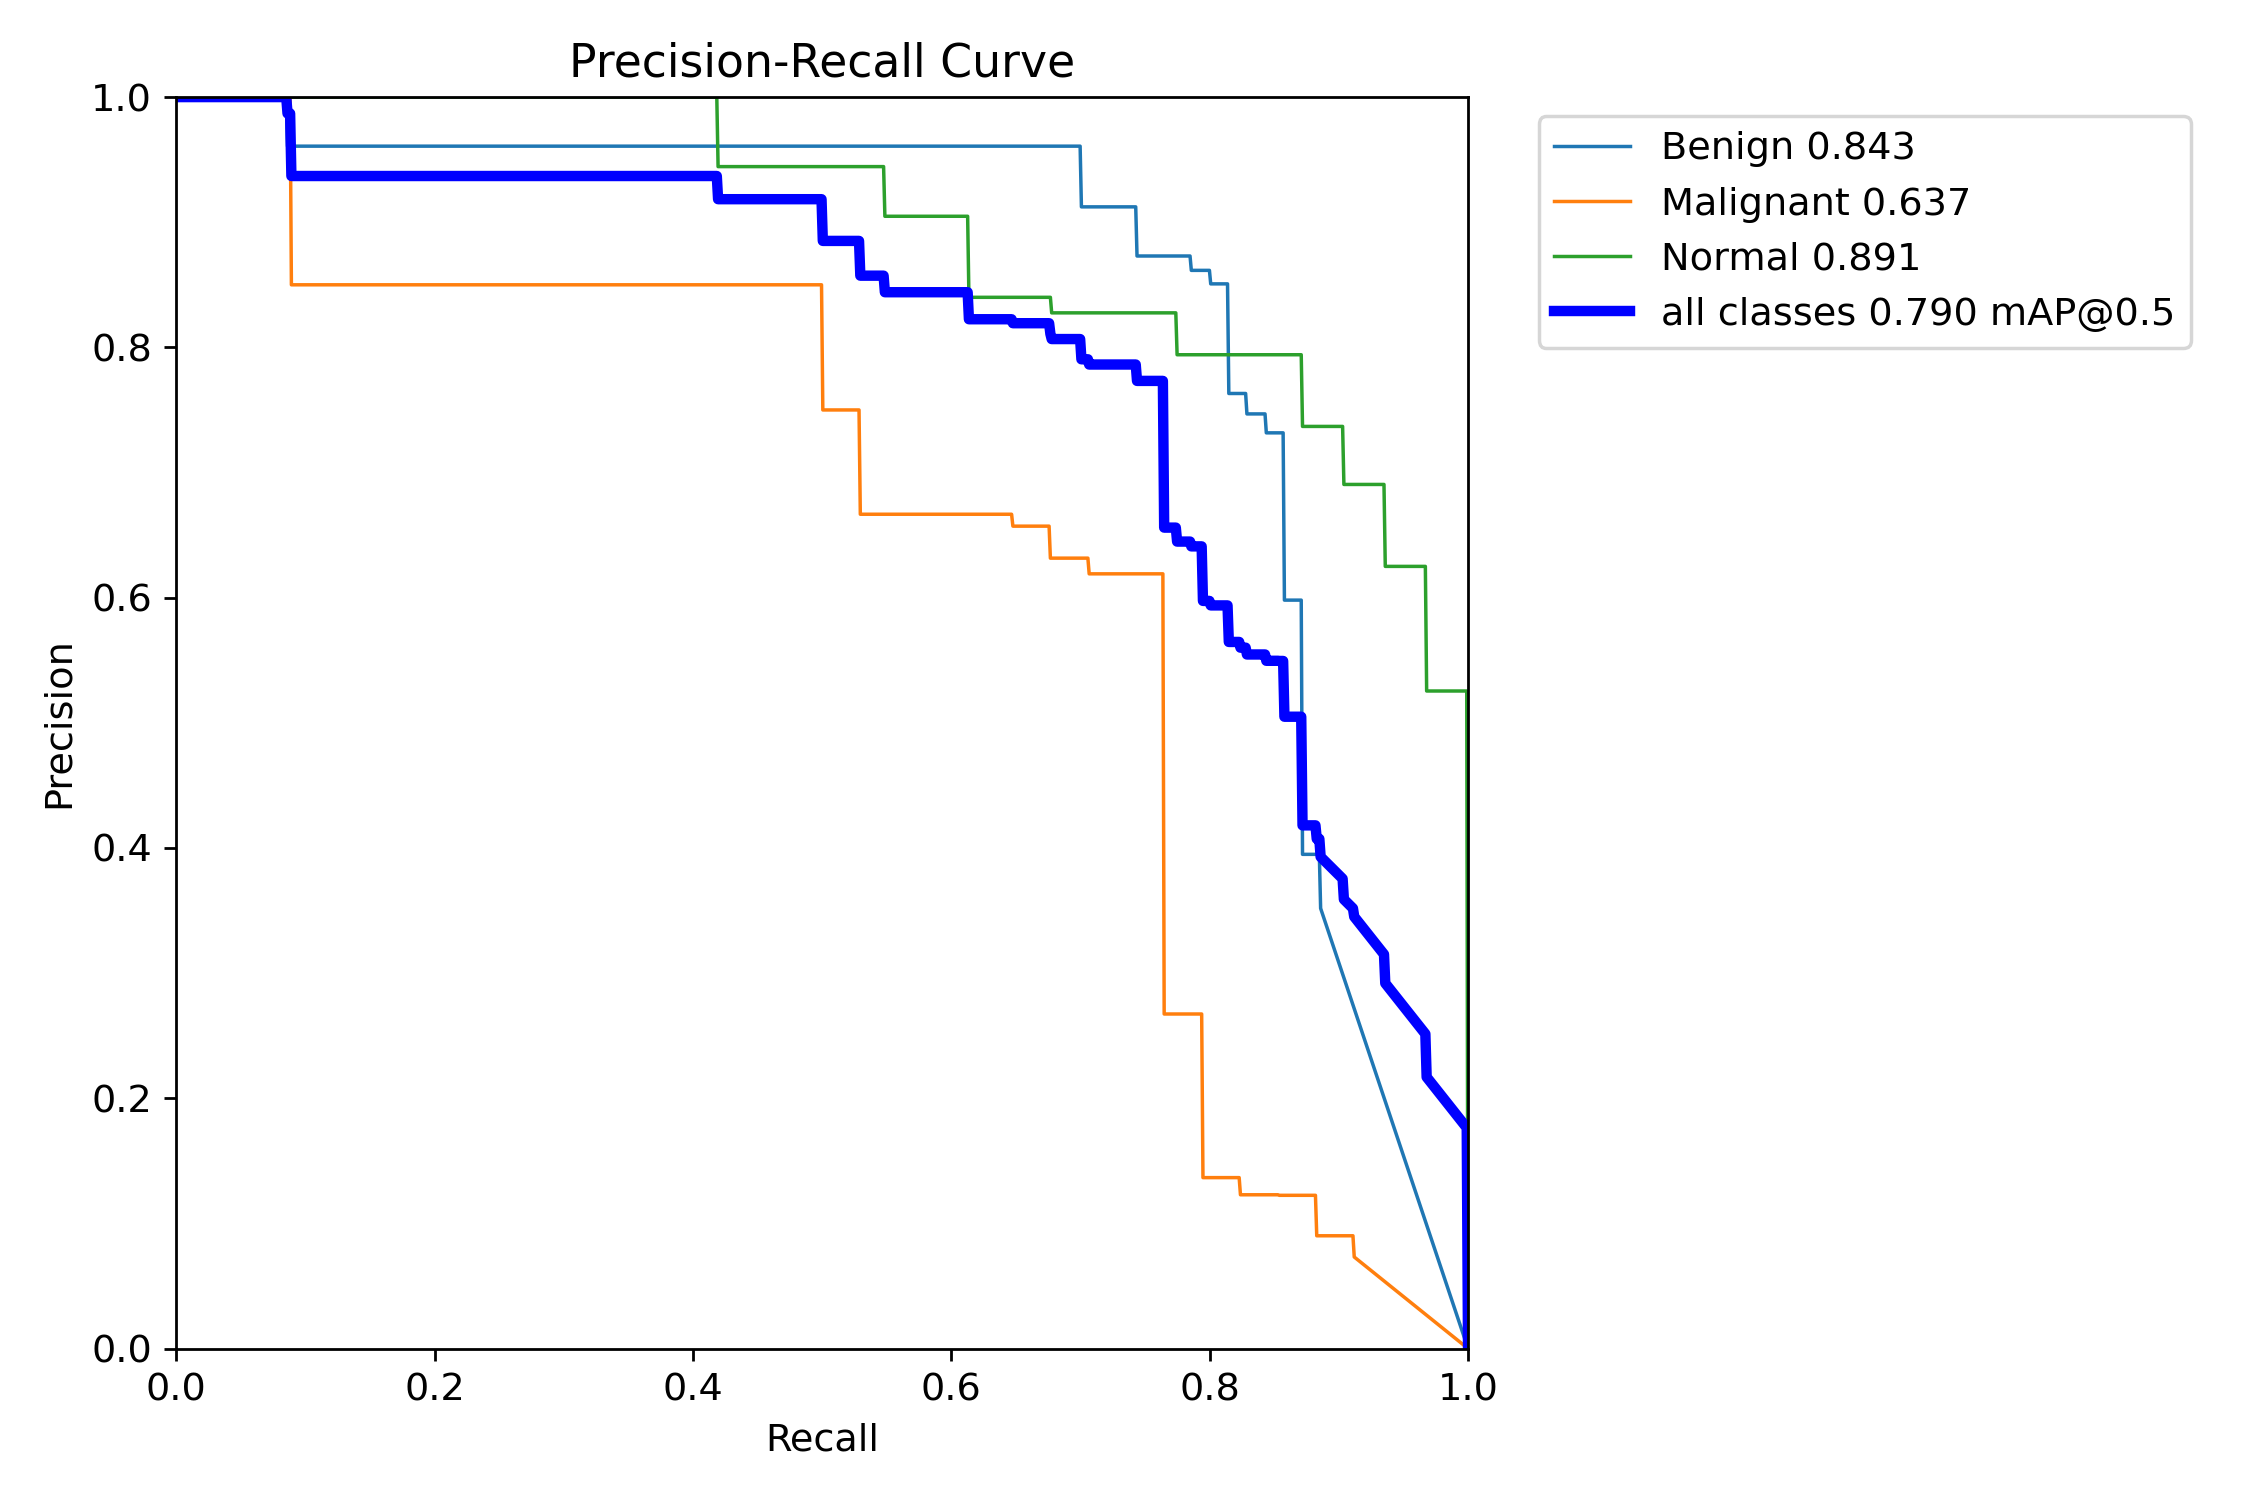 Precision-Recall Curve
1.0
0.8
0.6
0.4
0.2
0.0
Precision
0.0 0.2 0.4 0.6 0.8 1.0
Recall
Benign 0.843
Malignant 0.637
Normal 0.891
all classes 0.790 mAP@0.5